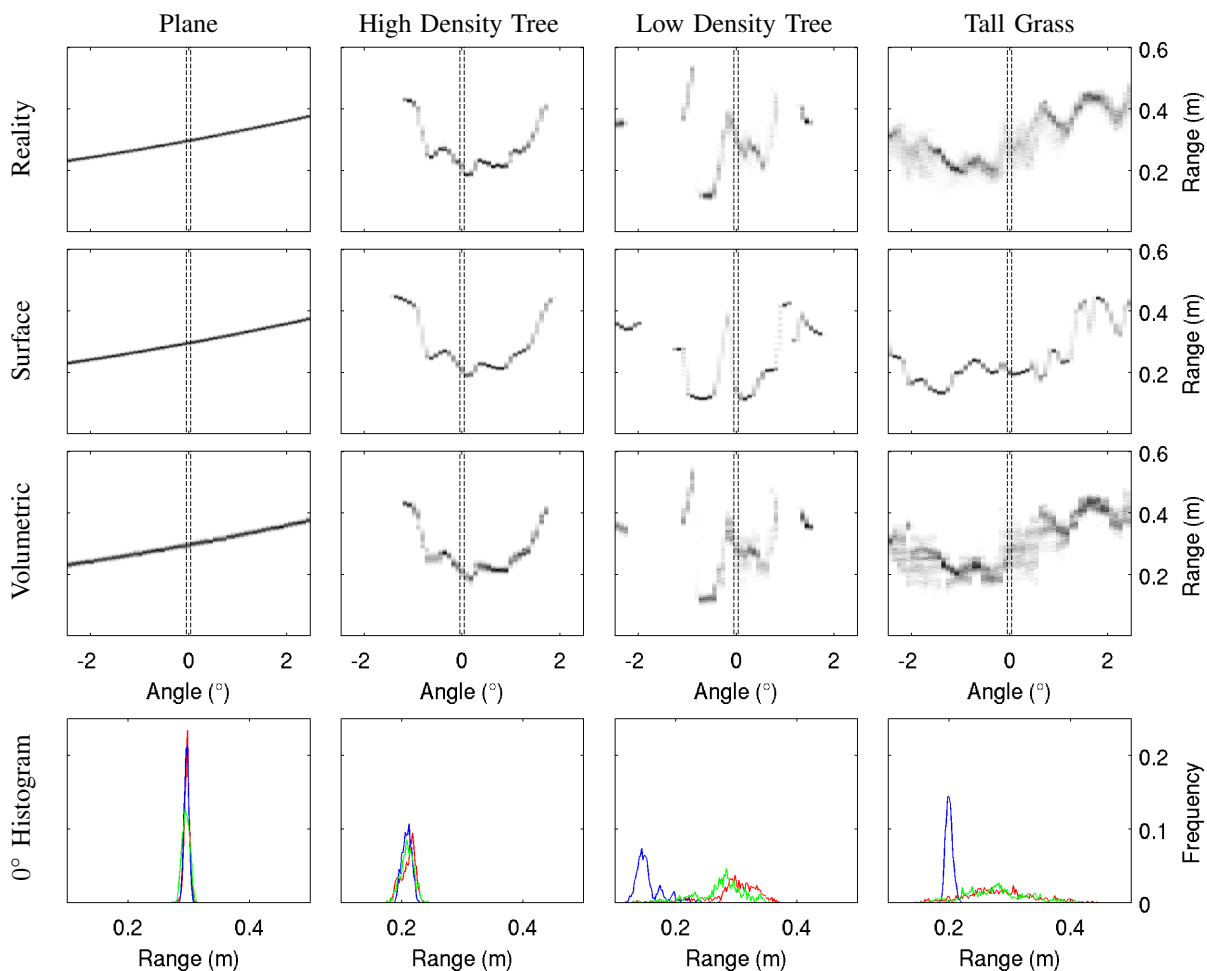 Plane High Density Tree Low Density Tree Tall Grass
Reality
0.6
0.4
0.2
Range (m)
Surface
0.6
0.4
0.2
Range (m)
Volumetric
0.6
0.4
0.2
Range (m)
-2 0 2 -2 0 2 -2 0 2 -2 0 2
Angle (°) Angle (°) Angle (°) Angle (°)
0° Histogram
0.2
0.1
0
Frequency
0.2 0.4 0.2 0.4 0.2 0.4 0.2 0.4
Range (m) Range (m) Range (m) Range (m)